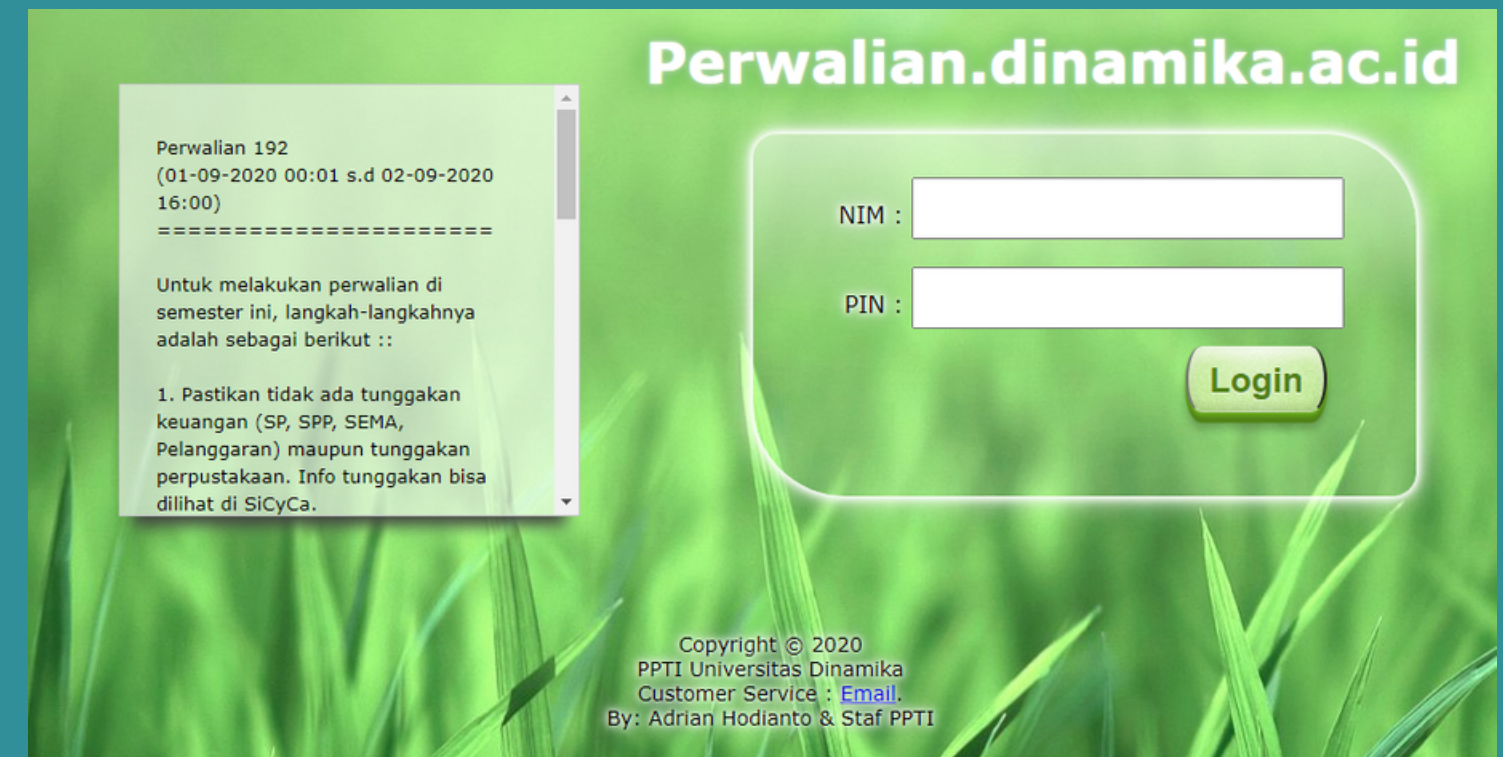 Perwalian.dinamika.ac.id
Perwalian 192
(01-09-2020 00:01 s.d 02-09-2020
16:00)
======================
Untuk melakukan perwalian di
semester ini, langkah-langkahnya
adalah sebagai berikut ::
1. Pastikan tidak ada tunggakan
keuangan (SP, SPP, SEMA,
Pelanggaran) maupun tunggakan
perpustakaan. Info tunggakan bisa
dilihat di SiCyCa.
NIM :
PIN :
Login
Copyright © 2020
PPTI Universitas Dinamika
Customer Service : Email.
By: Adrian Hodianto & Staf PPTI